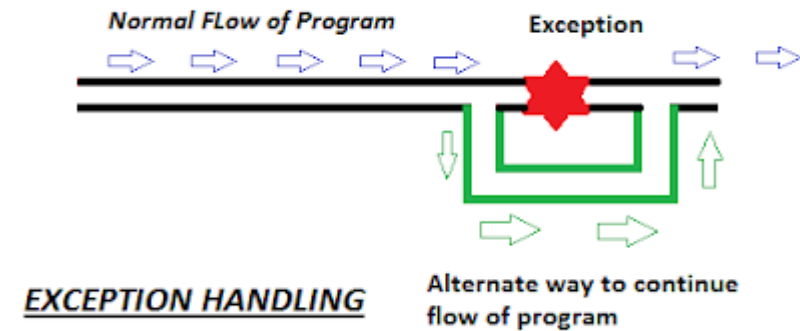 Normal FLow of Program
Exception
EXCEPTION HANDLING
Alternate way to continue
flow of program